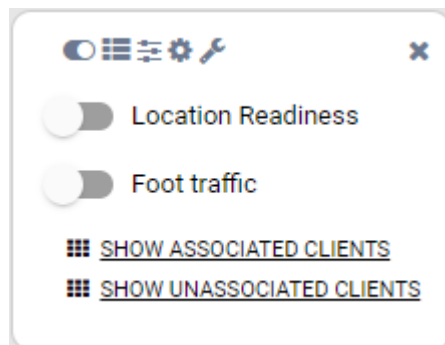 Location Readiness
Foot traffic
SHOW ASSOCIATED CLIENTS
SHOW UNASSOCIATED CLIENTS